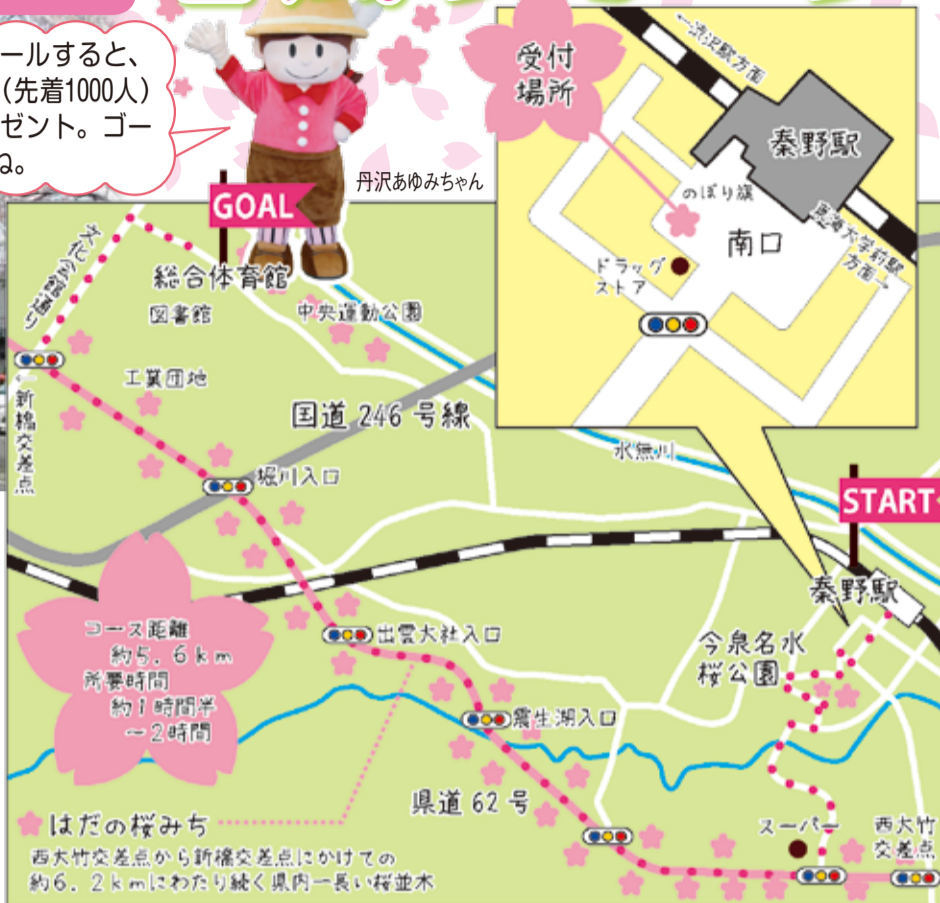 ールすると、
(先着1000人)
ゼント。ゴー
ね。
丹沢あゆみちゃん
受付
場所
←渋沢駅方面
秦野駅
のぼり旗
南口
東海大学前駅
方面→
ドラッグ
ストア
GOAL
文化会館通り
総合体育館
図書館
中央運動公園
工業団地
←新橋交差点
国道 246 号線
堀川入口
水無川
START
秦野駅
コース距離
約5.6km
所要時間
約1時間半
~2時間
出雲大社入口
今泉名水
桜公園
震生湖入口
県道 62 号
はだの桜みち
西大竹交差点から新橋交差点にかけての
約6.2kmにわたり続く県内一長い桜並木
スーパー
西大竹
交差点